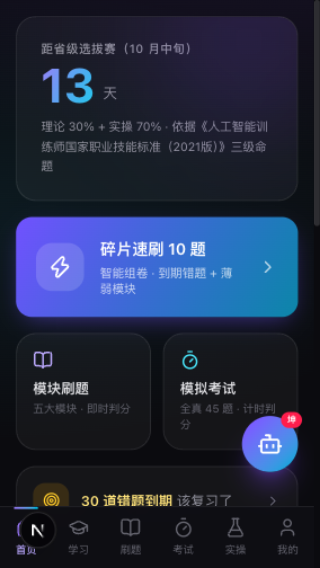 距省级选拔赛（10 月中旬）
13 天
理论 30% + 实操 70% · 依据《人工智能训
练师国家职业技能标准（2021版）》三级命
题
碎片速刷 10 题
智能组卷 · 到期错题 + 薄
弱模块
模块刷题
五大模块 · 即时判分
模拟考试
全真 45 题 · 计时判
分
坤
30 道错题到期 该复习了
N
首页
学习
刷题
考试
实操
我的